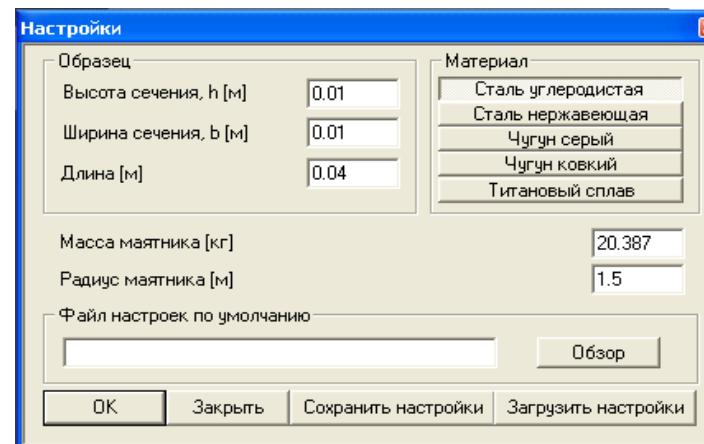 Настройки
Образец
Высота сечения, h [м]
0.01
Ширина сечения, b [м]
0.01
Длина [м]
0.04
Материал
Сталь углеродистая
Сталь нержавеющая
Чугун серый
Чугун ковкий
Титановый сплав
Масса маятника [кг]
20.387
Радиус маятника [м]
1.5
Файл настроек по умолчанию
Обзор
ОК
Закрыть
Сохранить настройки
Загрузить настройки